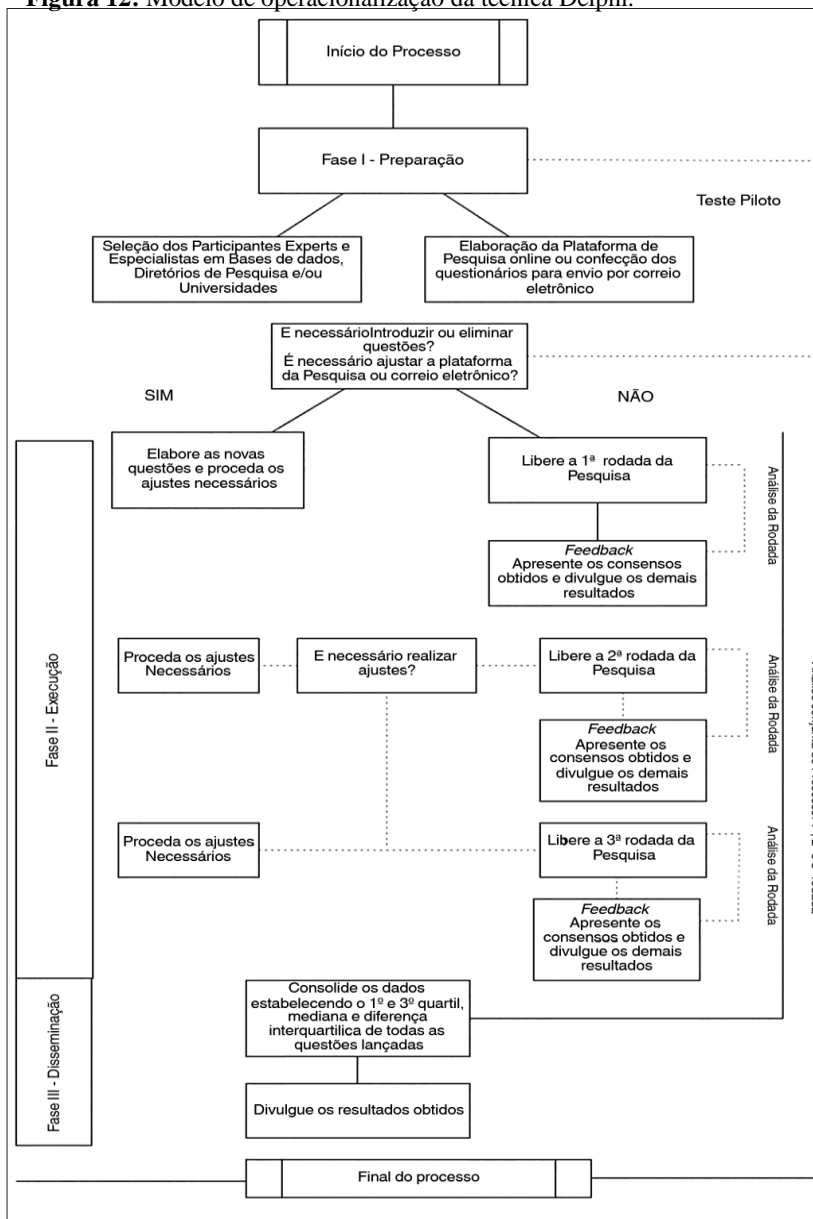 Figura 12: Modelo de operacionalização da técnica Delphi.
Início do Processo
Fase I - Preparação
Teste Piloto
Seleção dos Participantes Experts e
Especialistas em Bases de dados,
Diretórios de Pesquisa e/ou
Universidades
Elaboração da Plataforma de
Pesquisa online ou confecção dos
questionários para envio por correio
eletrônico
E necessárioIntroduzir ou eliminar
questões?
É necessário ajustar a plataforma
da Pesquisa ou correio eletrônico?
SIM
NÃO
Fase II - Execução
Elabore as novas
questões e proceda os
ajustes necessários
Libere a 1ª rodada da
Pesquisa
Análise da Rodada
Feedback
Apresente os consensos
obtidos e divulgue os demais
resultados
Proceda os ajustes
Necessários
E necessário realizar
ajustes?
Libere a 2ª rodada da
Pesquisa
Análise da Rodada
Feedback
Apresente os
consensos obtidos e
divulgue os demais
resultados
Proceda os ajustes
Necessários
Libere a 3ª rodada da
Pesquisa
Análise da Rodada
Feedback
Apresente os
consensos obtidos e
divulgue os demais
resultados
Fase III - Disseminação
Consolide os dados
estabelecendo o 1º e 3º quartil,
mediana e diferença
interquartilica de todas as
questões lançadas
Divulgue os resultados obtidos
Final do processo